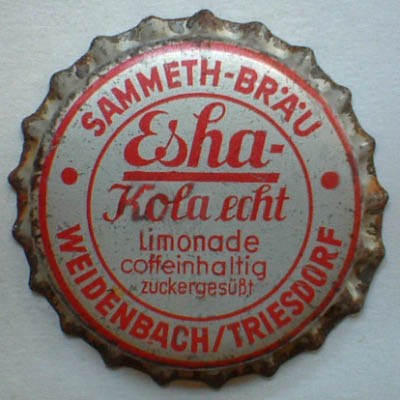 SAMMETH-BRÄU
Esha-
Kola echt
Limonade
coffeinhaltig
zuckergesüßt
WEIDENBACH/TRIESDORF